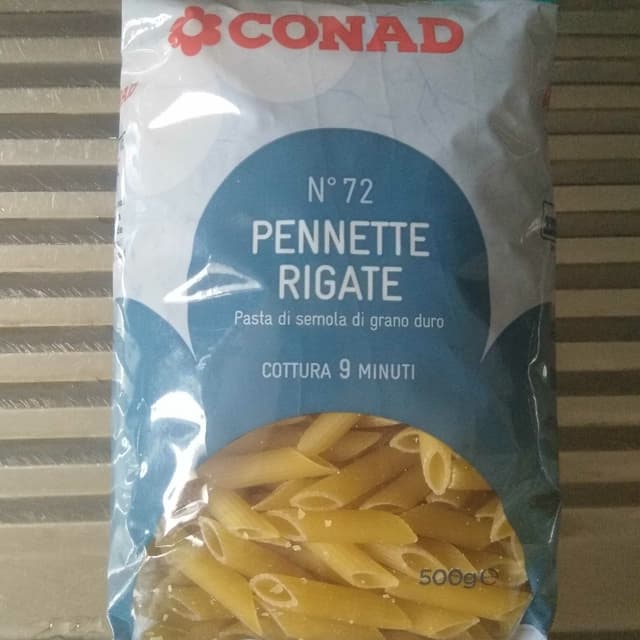 CONAD
N° 72
PENNETTE
RIGATE
Pasta di semola di grano duro
COTTURA 9 MINUTI
500g℮